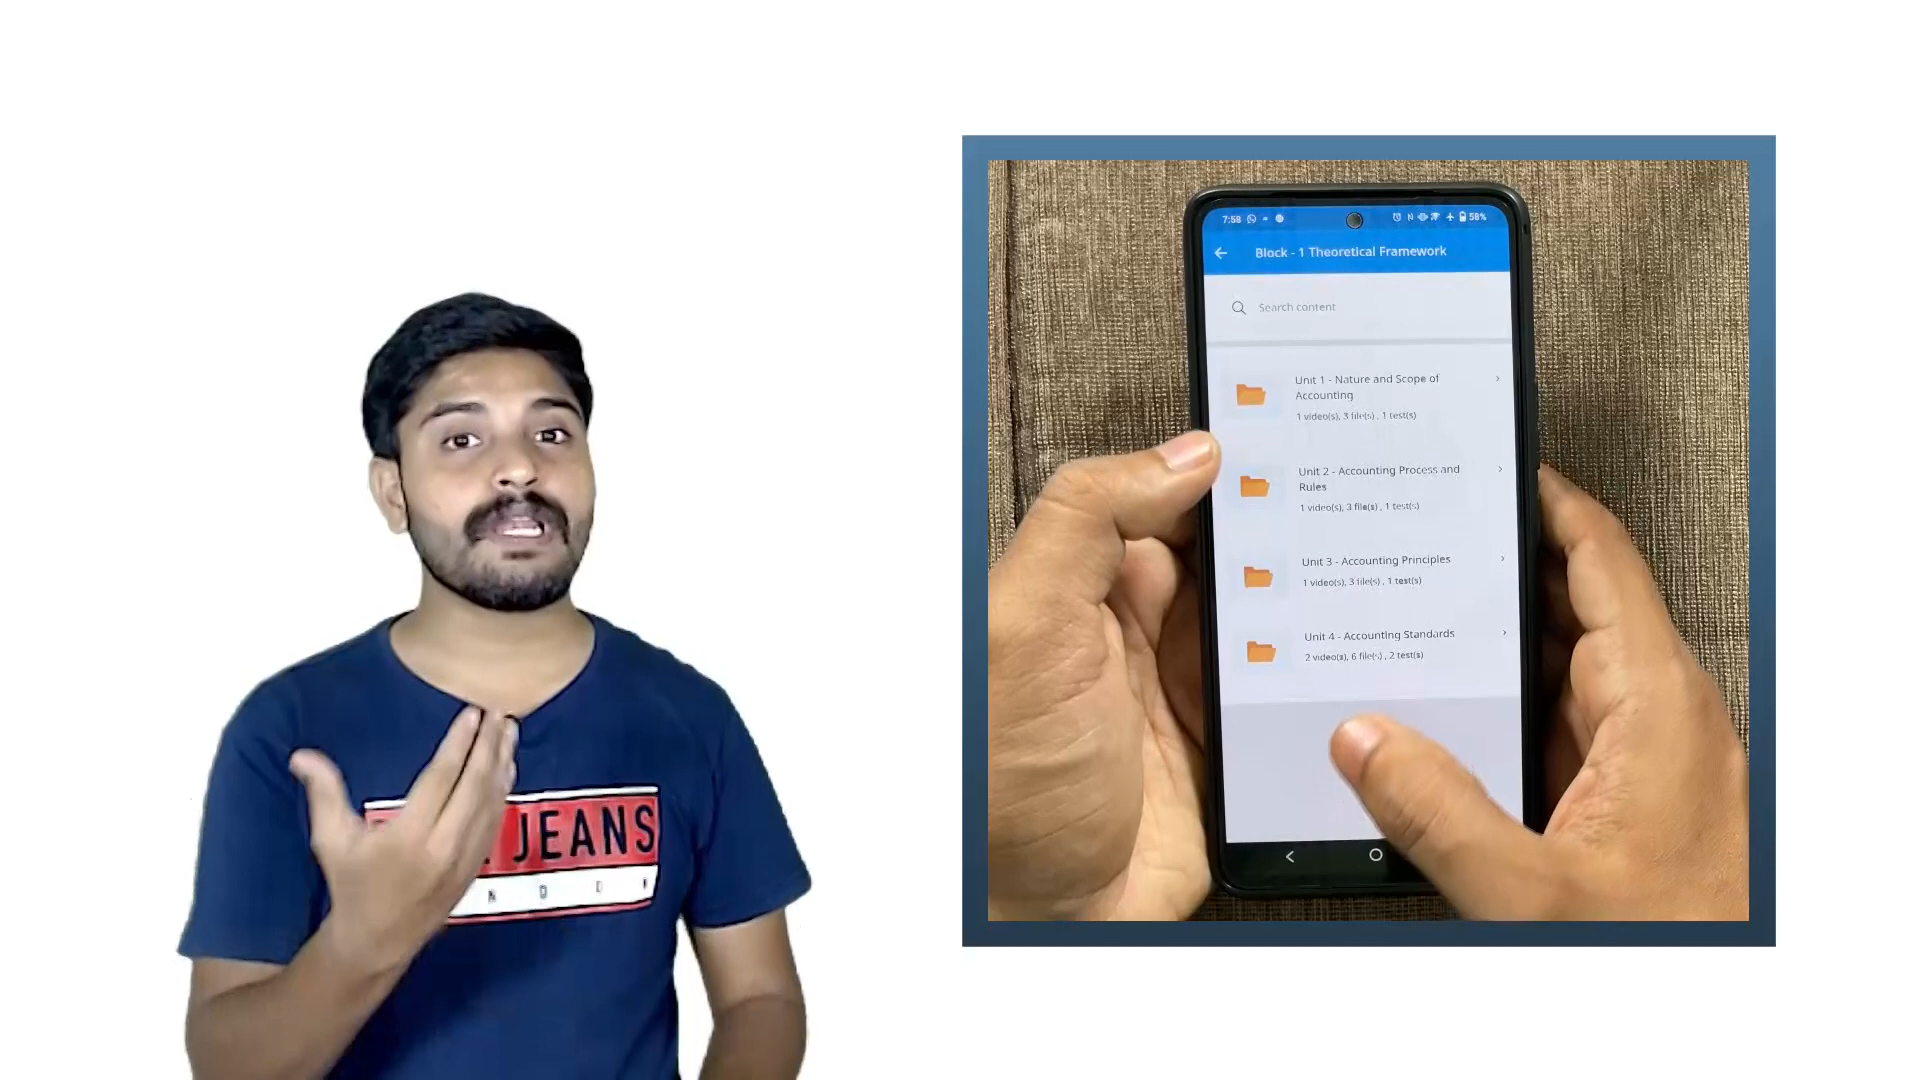 JEANS
7:58
58%
Block - 1 Theoretical Framework
Search content
Unit 1 - Nature and Scope of
Accounting
1 video(s), 3 file(s) , 1 test(s)
Unit 2 - Accounting Process and
Rules
1 video(s), 3 file(s) , 1 test(s)
Unit 3 - Accounting Principles
1 video(s), 3 file(s) , 1 test(s)
Unit 4 - Accounting Standards
2 video(s), 6 file(s) , 2 test(s)